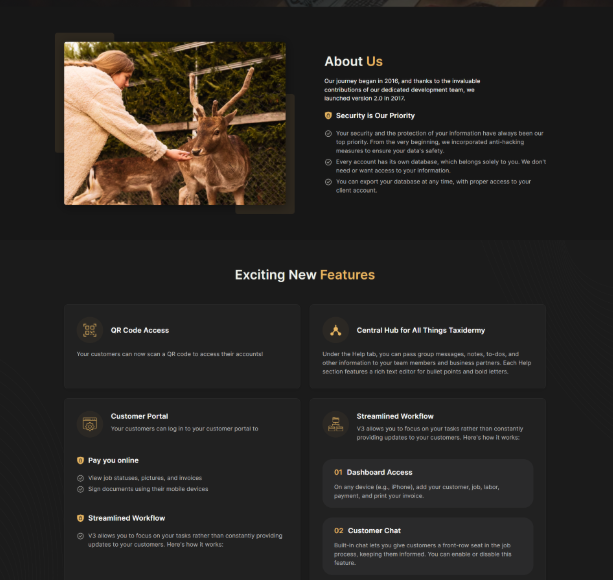 About Us
Our journey began in 2016, and thanks to the invaluable
contributions of our dedicated development team, we
launched version 2.0 in 2017.
Security is Our Priority
Your security and the protection of your information have always been our
top priority. From the very beginning, we incorporated anti-hacking
measures to ensure your data's safety.
Every account has its own database, which belongs solely to you. We don't
need or want access to your information.
You can export your database at any time, with proper access to your
client account.
Exciting New Features
QR Code Access
Your customers can now scan a QR code to access their accounts!
Central Hub for All Things Taxidermy
Under the Help tab, you can pass group messages, notes, to-dos, and
other information to your team members and business partners. Each Help
section features a rich text editor for bullet points and bold letters.
Customer Portal
Your customers can log in to your customer portal to
Pay you online
View job statuses, pictures, and invoices
Sign documents using their mobile devices
Streamlined Workflow
V3 allows you to focus on your tasks rather than constantly providing
updates to your customers. Here's how it works:
Streamlined Workflow
V3 allows you to focus on your tasks rather than constantly
providing updates to your customers. Here's how it works:
01 Dashboard Access
On any device (e.g., iPhone), add your customer, job, labor,
payment, and print your invoice.
02 Customer Chat
Built-in chat lets you give customers a front-row seat in the job
process, keeping them informed. You can enable or disable this
feature.